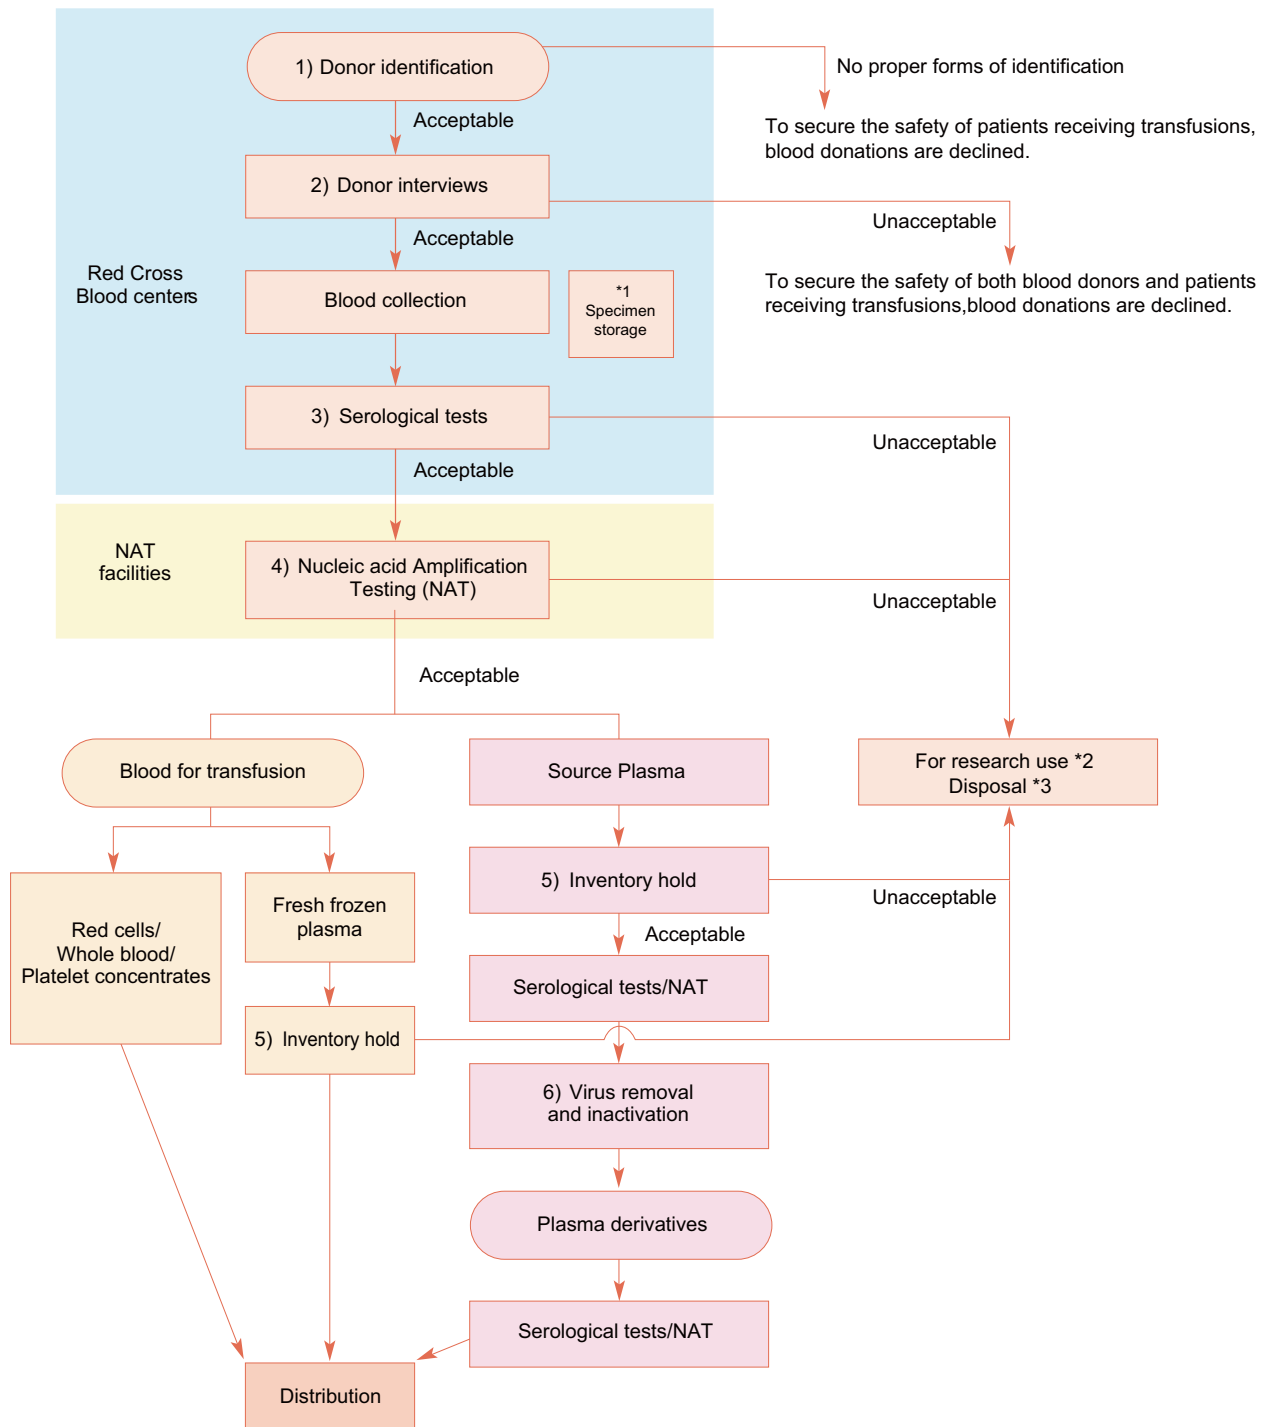 1) Donor identification
No proper forms of identification
Acceptable
To secure the safety of patients receiving transfusions,
blood donations are declined.
2) Donor interviews
Unacceptable
Acceptable
Red Cross
Blood centers
Blood collection
*1
Specimen
storage
To secure the safety of both blood donors and patients
receiving transfusions,blood donations are declined.
3) Serological tests
Unacceptable
Acceptable
NAT
facilities
4) Nucleic acid Amplification
Testing (NAT)
Unacceptable
Acceptable
Blood for transfusion
Source Plasma
For research use *2
Disposal *3
Red cells/
Whole blood/
Platelet concentrates
Fresh frozen
plasma
5) Inventory hold
Unacceptable
Acceptable
Serological tests/NAT
5) Inventory hold
6) Virus removal
and inactivation
Plasma derivatives
Serological tests/NAT
Distribution